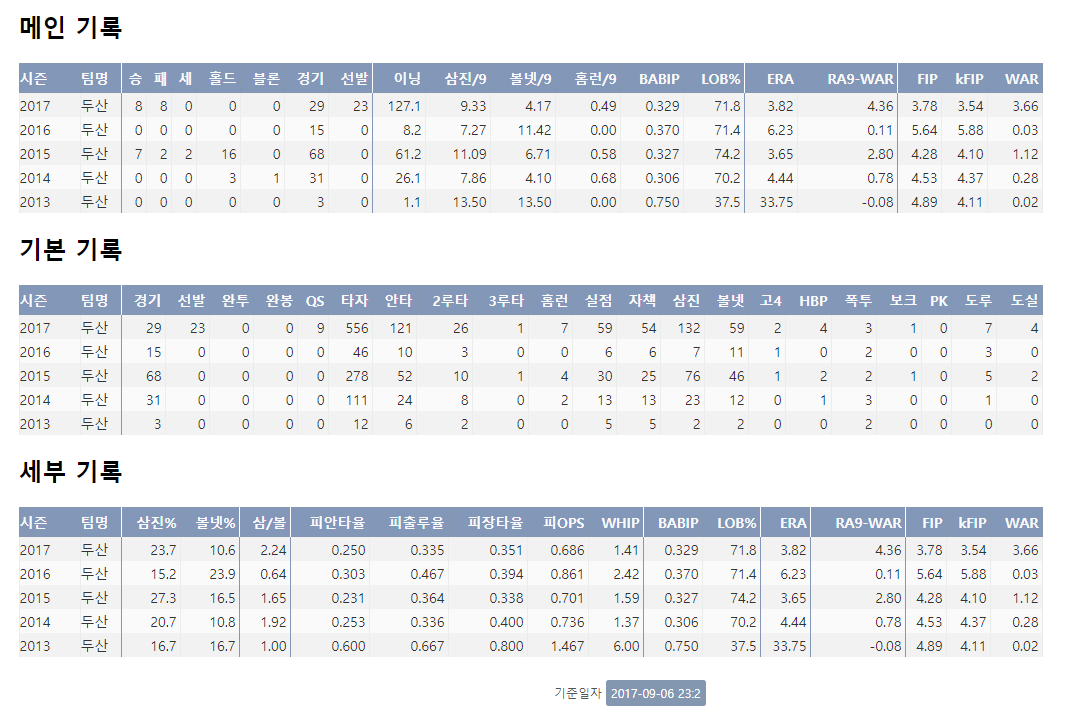 메인 기록
시즌 팀명 승 패 세 홀드 블론 경기 선발 이닝 삼진/9 볼넷/9 홈런/9 BABIP LOB% ERA RA9-WAR FIP kFIP WAR
2017 두산 8 8 0 0 0 29 23 127.1 9.33 4.17 0.49 0.329 71.8 3.82 4.36 3.78 3.54 3.66
2016 두산 0 0 0 0 0 15 0 8.2 7.27 11.42 0.00 0.370 71.4 6.23 0.11 5.64 5.88 0.03
2015 두산 7 2 2 16 0 68 0 61.2 11.09 6.71 0.58 0.327 74.2 3.65 2.80 4.28 4.10 1.12
2014 두산 0 0 0 3 1 31 0 26.1 7.86 4.10 0.68 0.306 70.2 4.44 0.78 4.53 4.37 0.28
2013 두산 0 0 0 0 0 3 0 1.1 13.50 13.50 0.00 0.750 37.5 33.75 -0.08 4.89 4.11 0.02
기본 기록
시즌 팀명 경기 선발 완투 완봉 QS 타자 안타 2루타 3루타 홈런 실점 자책 삼진 볼넷 고4 HBP 폭투 보크 PK 도루 도실
2017 두산 29 23 0 0 9 556 121 26 1 7 59 54 132 59 2 4 3 1 0 7 4
2016 두산 15 0 0 0 0 46 10 3 0 0 6 6 7 11 1 0 2 0 0 3 0
2015 두산 68 0 0 0 0 278 52 10 1 4 30 25 76 46 1 2 2 1 0 5 2
2014 두산 31 0 0 0 0 111 24 8 0 2 13 13 23 12 0 1 3 0 0 1 0
2013 두산 3 0 0 0 0 12 6 2 0 0 5 5 2 2 0 0 2 0 0 0 0
세부 기록
시즌 팀명 삼진% 볼넷% 삼/볼 피안타율 피출루율 피장타율 피OPS WHIP BABIP LOB% ERA RA9-WAR FIP kFIP WAR
2017 두산 23.7 10.6 2.24 0.250 0.335 0.351 0.686 1.41 0.329 71.8 3.82 4.36 3.78 3.54 3.66
2016 두산 15.2 23.9 0.64 0.303 0.467 0.394 0.861 2.42 0.370 71.4 6.23 0.11 5.64 5.88 0.03
2015 두산 27.3 16.5 1.65 0.231 0.364 0.338 0.701 1.59 0.327 74.2 3.65 2.80 4.28 4.10 1.12
2014 두산 20.7 10.8 1.92 0.253 0.336 0.400 0.736 1.37 0.306 70.2 4.44 0.78 4.53 4.37 0.28
2013 두산 16.7 16.7 1.00 0.600 0.667 0.800 1.467 6.00 0.750 37.5 33.75 -0.08 4.89 4.11 0.02
기준일자 2017-09-06 23:2